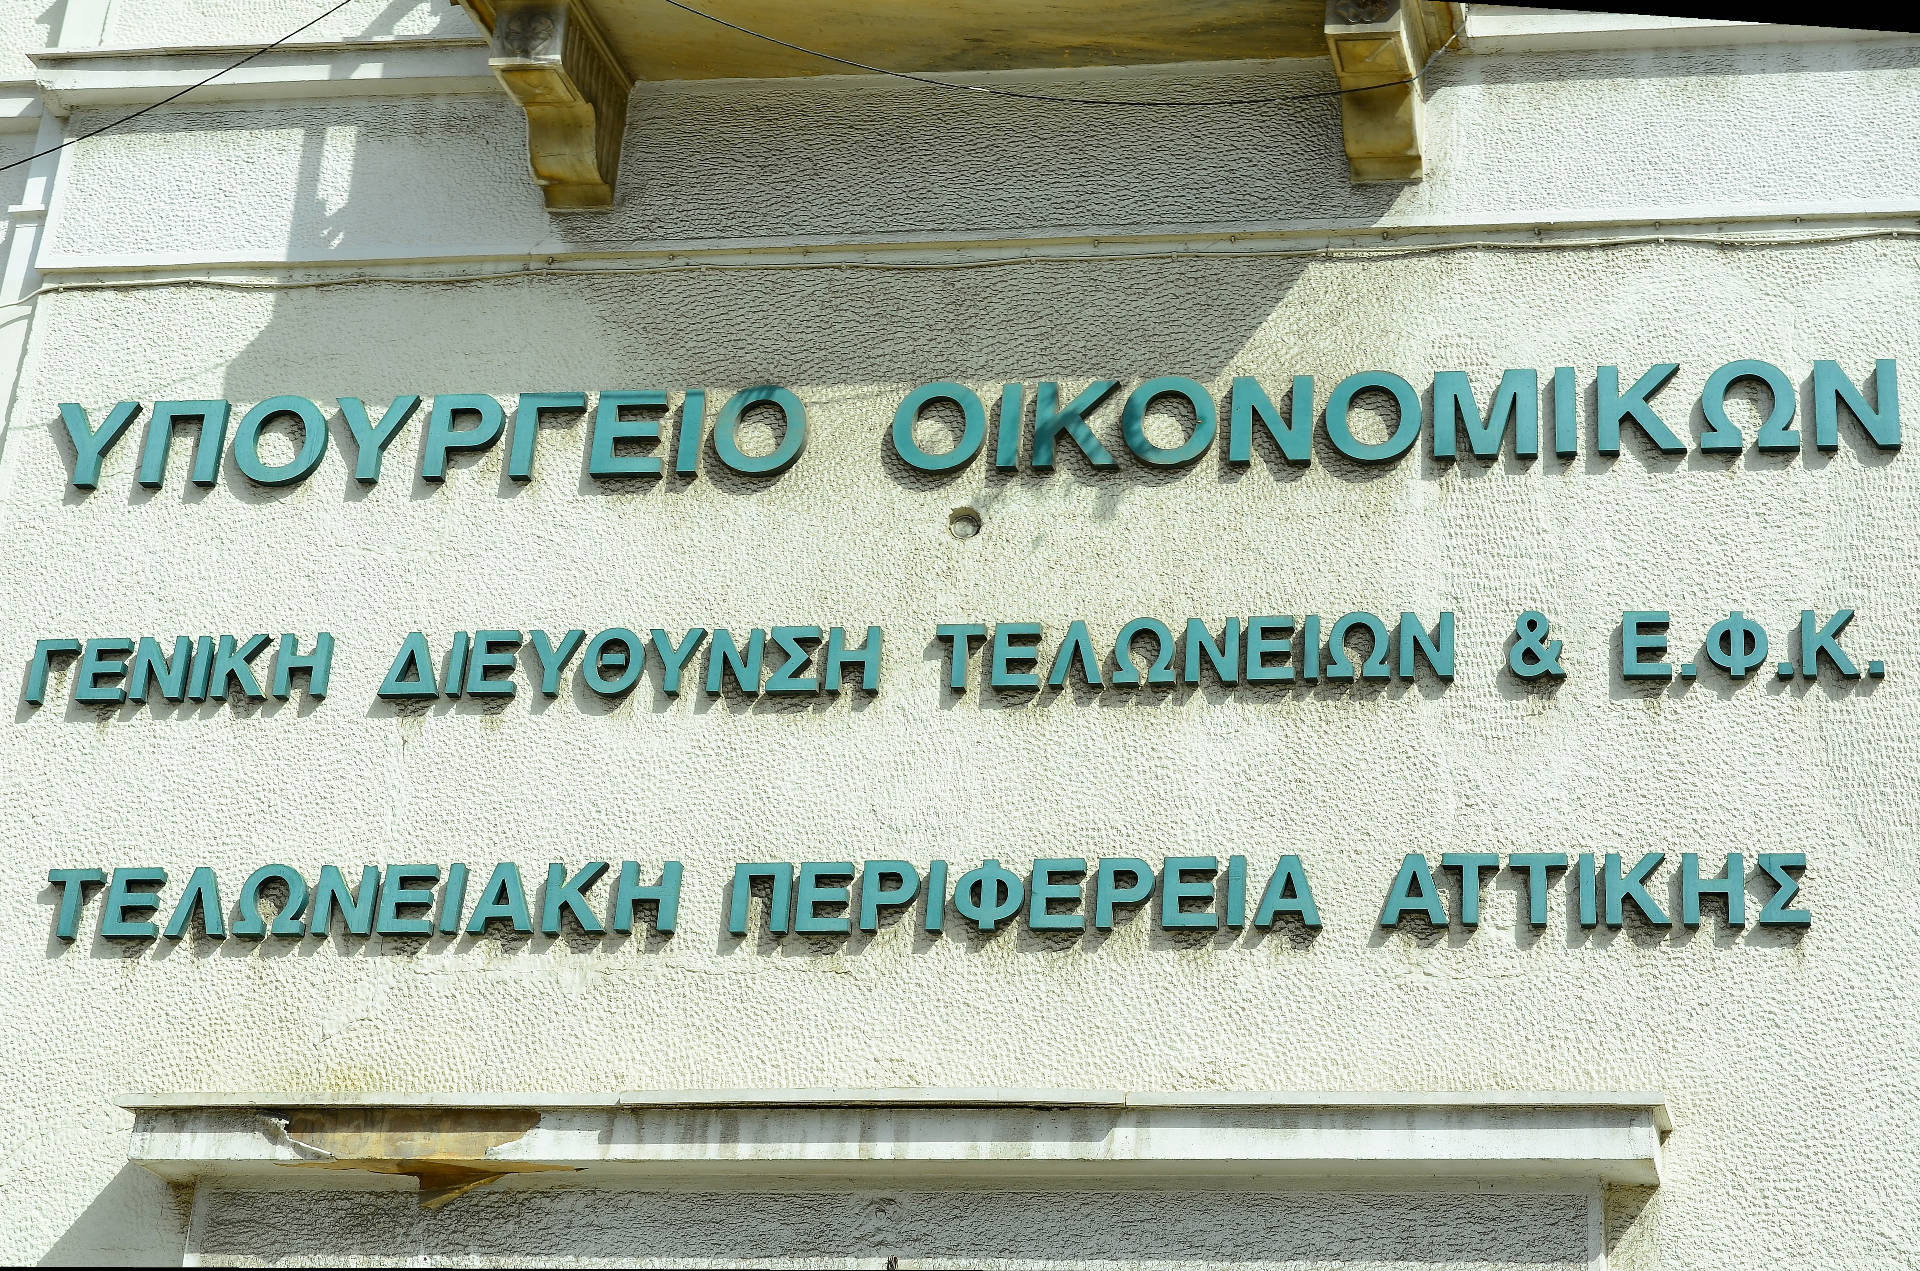 ΥΠΟΥΡΓΕΙΟ ΟΙΚΟΝΟΜΙΚΩΝ
ΓΕΝΙΚΗ ΔΙΕΥΘΥΝΣΗ ΤΕΛΩΝΕΙΩΝ & Ε.Φ.Κ.
ΤΕΛΩΝΕΙΑΚΗ ΠΕΡΙΦΕΡΕΙΑ ΑΤΤΙΚΗΣ